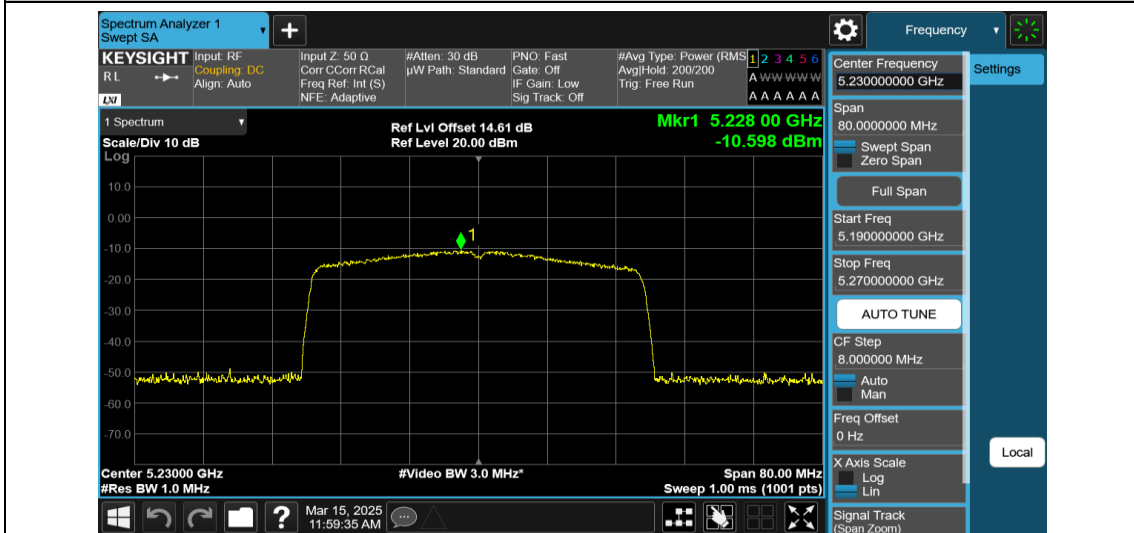 Spectrum Analyzer 1
Swept SA
+
Frequency
KEYSIGHT
RL
LXI
Input: RF
Coupling: DC
Align: Auto
Input Z: 50 Ω
Corr CCorr RCal
Freq Ref: Int (S)
NFE: Adaptive
#Atten: 30 dB
µW Path: Standard
PNO: Fast
Gate: Off
IF Gain: Low
Sig Track: Off
#Avg Type: Power (RMS
Avg|Hold: 200/200
Trig: Free Run
1 2 3 4 5 6
A W W W W W
A A A A A A
1 Spectrum
Scale/Div 10 dB
Log
Ref Lvl Offset 14.61 dB
Ref Level 20.00 dBm
Mkr1 5.228 00 GHz
-10.598 dBm
10.0
0.00
-10.0
-20.0
-30.0
-40.0
-50.0
-60.0
-70.0
1
Center 5.23000 GHz
#Res BW 1.0 MHz
#Video BW 3.0 MHz*
Span 80.00 MHz
Sweep 1.00 ms (1001 pts)
Center Frequency
5.230000000 GHz
Span
80.0000000 MHz
Swept Span
Zero Span
Full Span
Start Freq
5.190000000 GHz
Stop Freq
5.270000000 GHz
AUTO TUNE
CF Step
8.000000 MHz
Auto
Man
Freq Offset
0 Hz
X Axis Scale
Log
Lin
Signal Track
(Span Zoom)
Settings
Local
?
Mar 15, 2025
11:59:35 AM